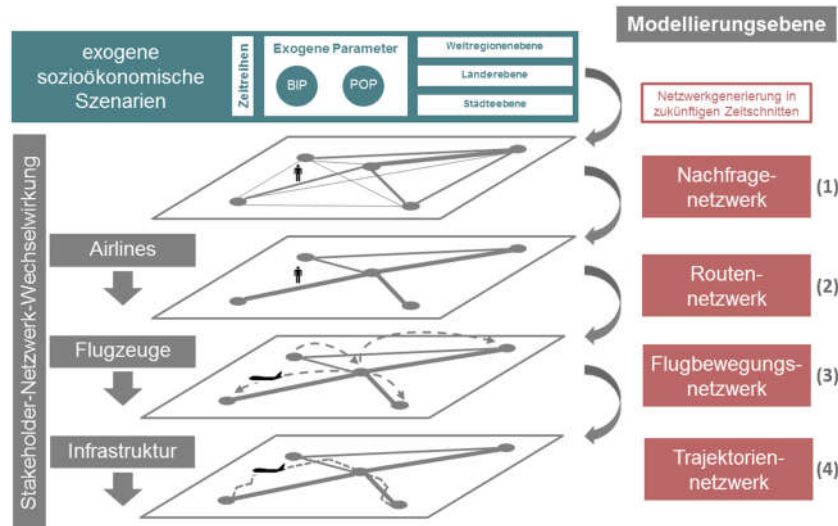 Modellierungsebene
exogene
sozioökonomische
Szenarien
Zeitreihen
Exogene Parameter
BIP
POP
Weltregionenebene
Länderebene
Städteebene
Netzwerkgenerierung in
zukünftigen Zeitschnitten
Stakeholder-Netzwerk-Wechselwirkung
Nachfrage-
netzwerk
(1)
Airlines
Routen-
netzwerk
(2)
Flugzeuge
Flugbewegungs-
netzwerk
(3)
Infrastruktur
Trajektorien-
netzwerk
(4)